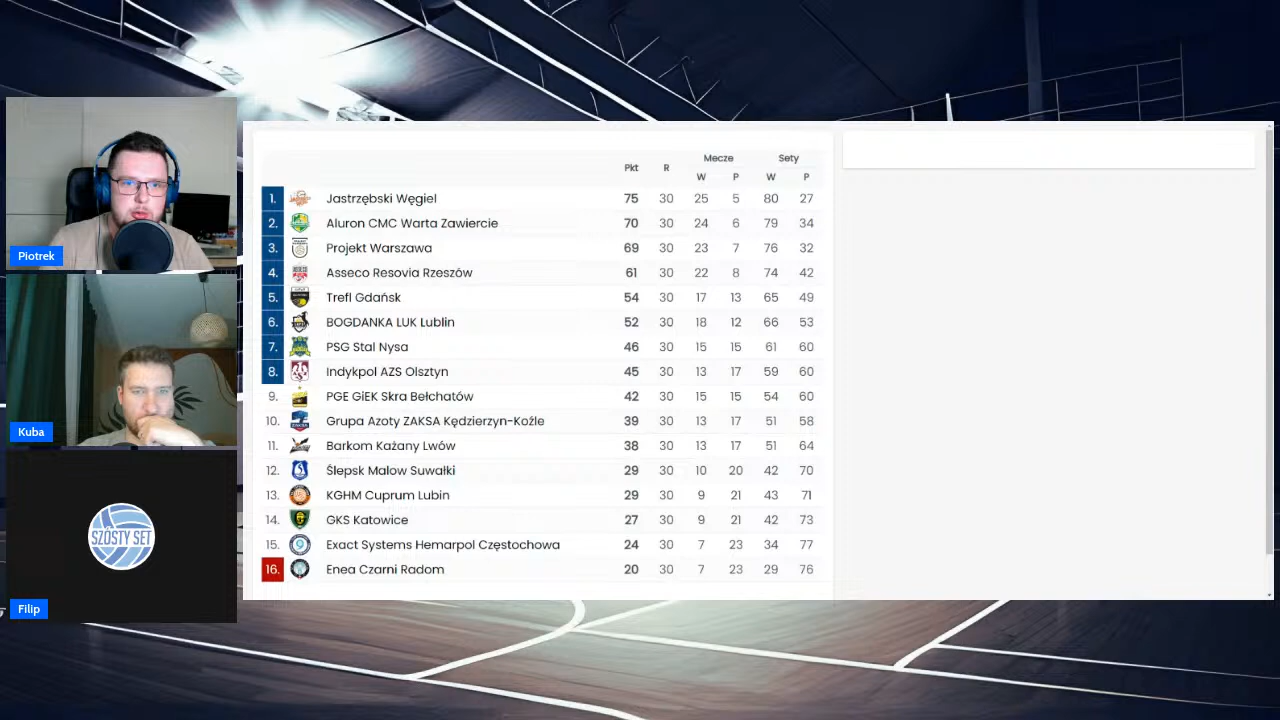 Piotrek
Kuba
SZÓSTY SET
Filip
Mecze Sety
Pkt R W P W P
1. Jastrzębski Węgiel 75 30 25 5 80 27
2. Aluron CMC Warta Zawiercie 70 30 24 6 79 34
3. Projekt Warszawa 69 30 23 7 76 32
4. Asseco Resovia Rzeszów 61 30 22 8 74 42
5. Trefl Gdańsk 54 30 17 13 65 49
6. BOGDANKA LUK Lublin 52 30 18 12 66 53
7. PSG Stal Nysa 46 30 15 15 61 60
8. Indykpol AZS Olsztyn 45 30 13 17 59 60
9. PGE GiEK Skra Bełchatów 42 30 15 15 54 60
10. Grupa Azoty ZAKSA Kędzierzyn-Koźle 39 30 13 17 51 58
11. Barkom Każany Lwów 38 30 13 17 51 64
12. Ślepsk Malow Suwałki 29 30 10 20 42 70
13. KGHM Cuprum Lubin 29 30 9 21 43 71
14. GKS Katowice 27 30 9 21 42 73
15. Exact Systems Hemarpol Częstochowa 24 30 7 23 34 77
16. Enea Czarni Radom 20 30 7 23 29 76